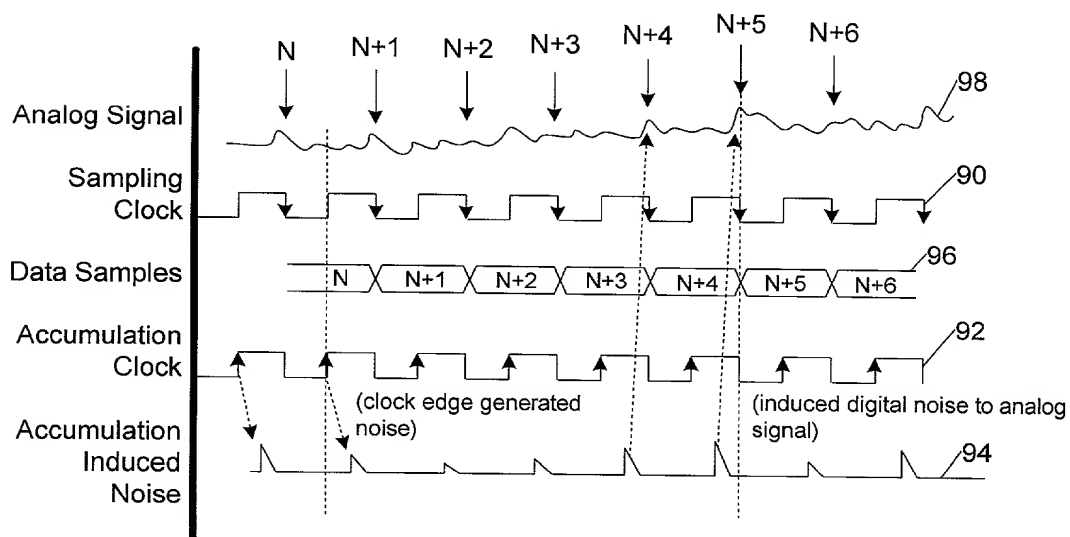 N N+1 N+2 N+3 N+4 N+5 N+6
Analog Signal
98
Sampling
Clock
90
Data Samples
N N+1 N+2 N+3 N+4 N+5 N+6
96
Accumulation
Clock
92
(clock edge generated
noise)
(induced digital noise to analog
signal)
Accumulation
Induced
Noise
94